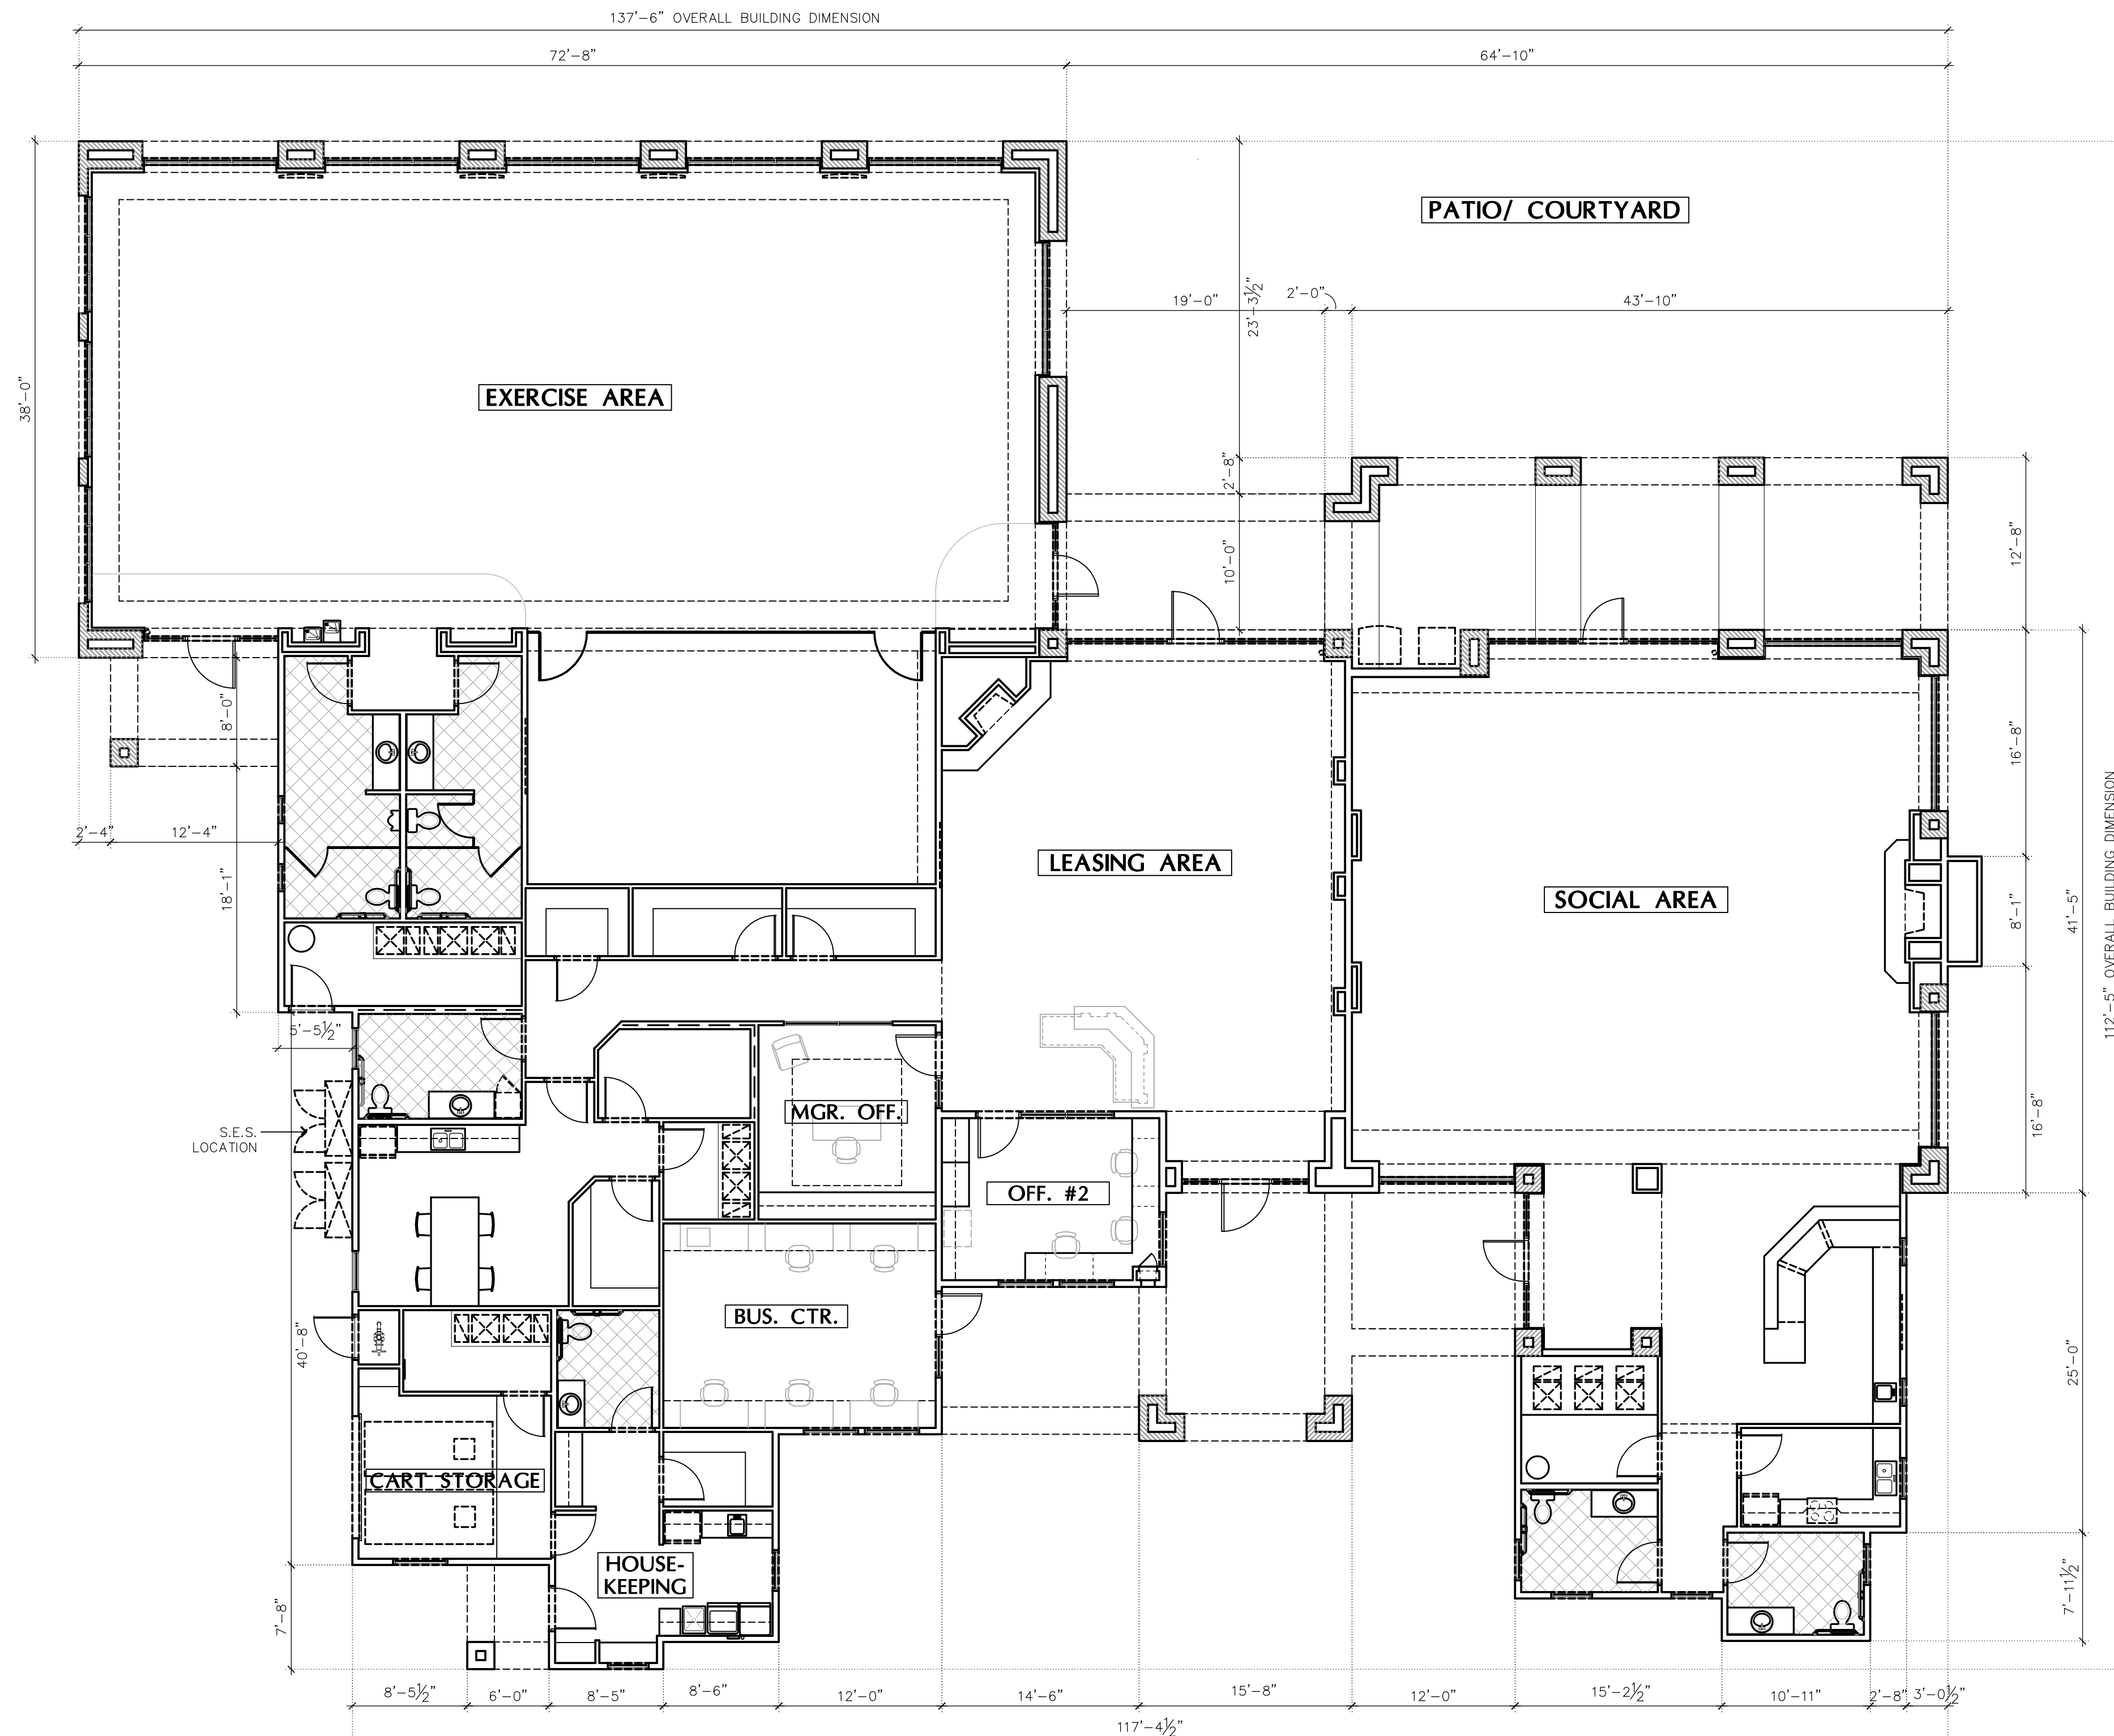 137'-6" OVERALL BUILDING DIMENSION
72'-8"
64'-10"
PATIO/ COURTYARD
38'-0"
EXERCISE AREA
19'-0"
23'-3½"
2'-0"
43'-10"
2'-8"
10'-0"
12'-8"
8'-0"
16'-8"
2'-4"
12'-4"
18'-1"
LEASING AREA
SOCIAL AREA
8'-1"
41'-5"
112'-5" OVERALL BUILDING DIMENSION
5'-5½"
S.E.S.
LOCATION
MGR. OFF.
16'-8"
OFF. #2
BUS. CTR.
40'-8"
25'-0"
CART STORAGE
HOUSE-
KEEPING
7'-8"
7'-11½"
8'-5½"
6'-0"
8'-5"
8'-6"
12'-0"
14'-6"
15'-8"
12'-0"
15'-2½"
10'-11"
2'-8"
3'-0½"
117'-4½"